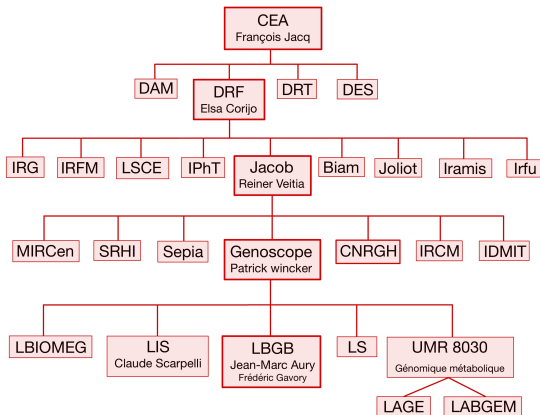 CEA
François Jacq
DAM
DRF
Elsa Corijo
DRT
DES
IRG
IRFM
LSCE
IPhT
Jacob
Reiner Veitia
Biam
Joliot
Iramis
Irfu
MIRCen
SRHI
Sepia
Genoscope
Patrick wincker
CNRGH
IRCM
IDMIT
LBIOMEG
LIS
Claude Scarpelli
LBGB
Jean-Marc Aury
Frédéric Gavory
LS
UMR 8030
Génomique métabolique
LAGE
LABGEM